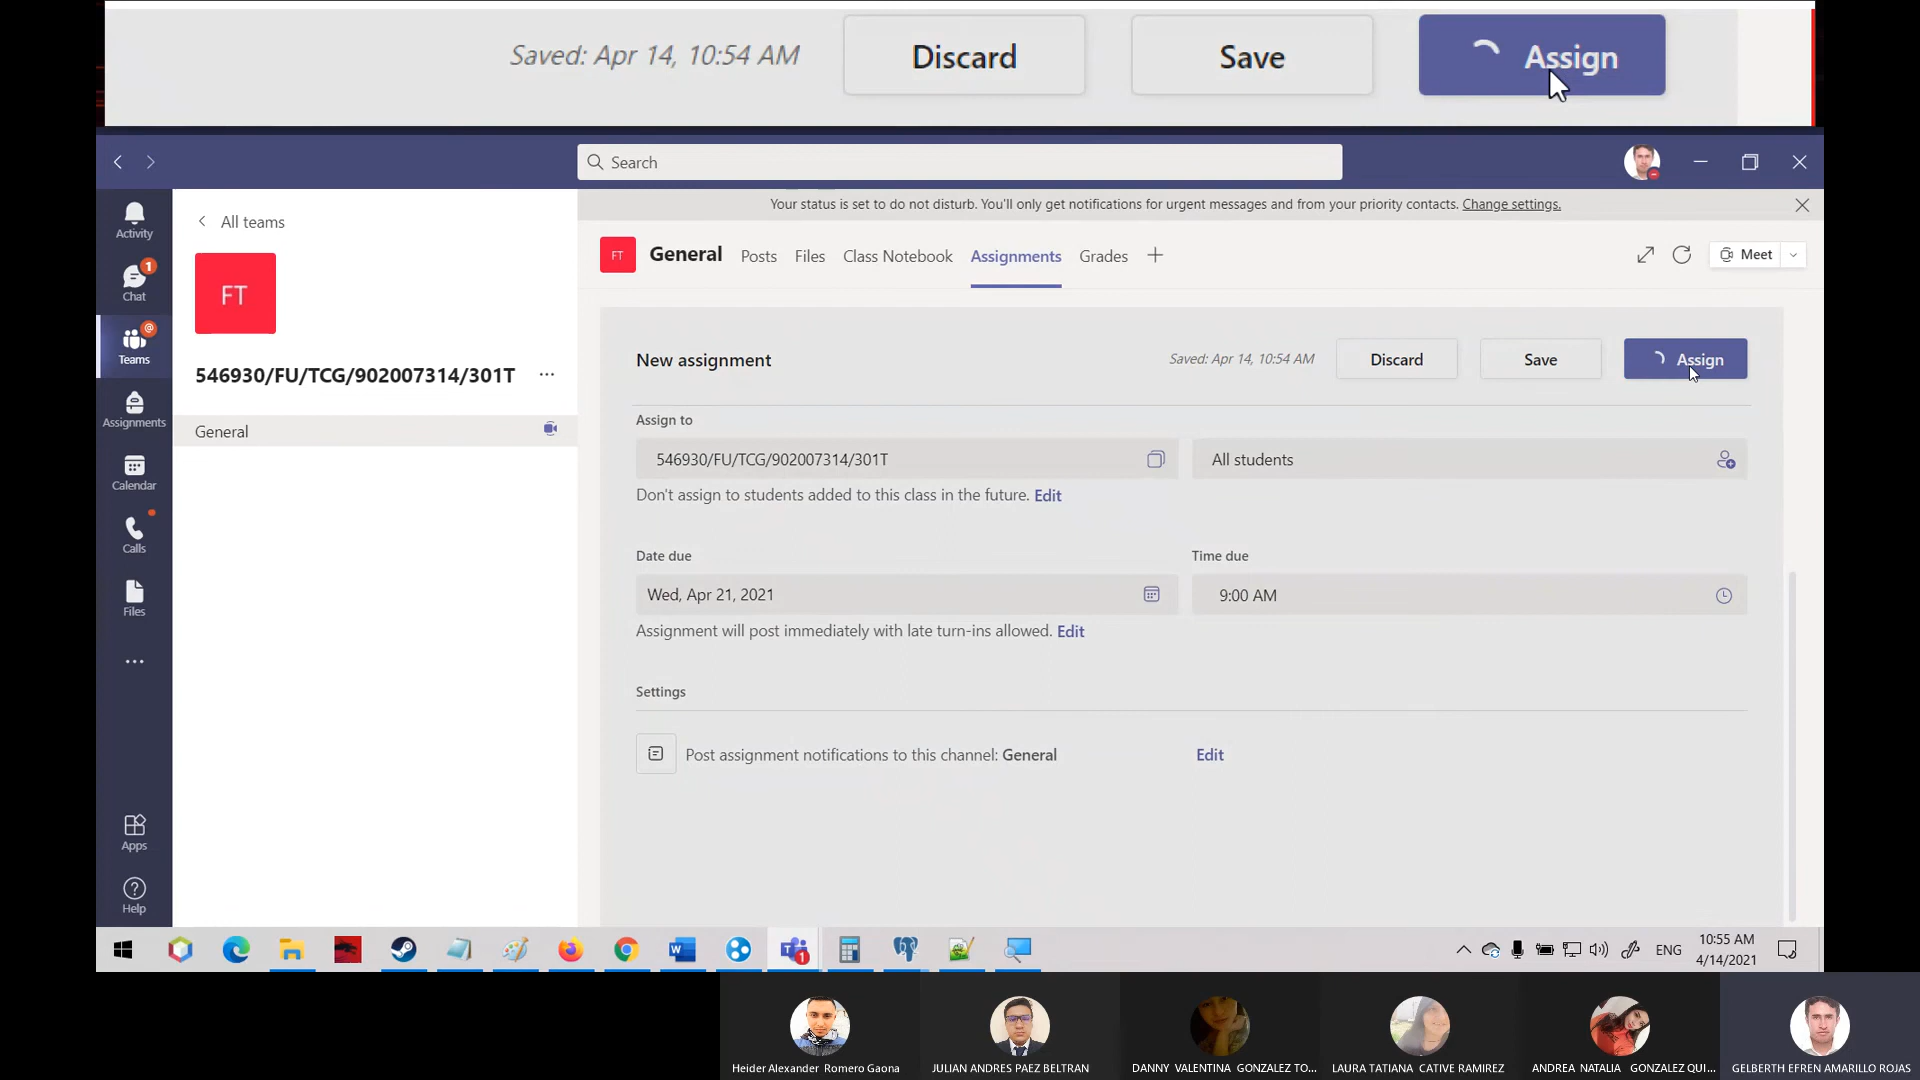 Saved: Apr 14, 10:54 AM Discard Save Assign
Search
Your status is set to do not disturb. You'll only get notifications for urgent messages and from your priority contacts. Change settings.
Activity
Chat
1
Teams
@
Assignments
Calendar
Calls
Files
Apps
Help
All teams
FT
546930/FU/TCG/902007314/301T
General
FT General Posts Files Class Notebook Assignments Grades Meet
New assignment Saved: Apr 14, 10:54 AM Discard Save Assign
Assign to
546930/FU/TCG/902007314/301T All students
Don't assign to students added to this class in the future. Edit
Date due Time due
Wed, Apr 21, 2021 9:00 AM
Assignment will post immediately with late turn-ins allowed. Edit
Settings
Post assignment notifications to this channel: General Edit
1
ENG
10:55 AM
4/14/2021
Heider Alexander Romero Gaona
JULIAN ANDRES PAEZ BELTRAN
DANNY VALENTINA GONZALEZ TO...
LAURA TATIANA CATIVE RAMIREZ
ANDREA NATALIA GONZALEZ QUI...
GELBERTH EFREN AMARILLO ROJAS